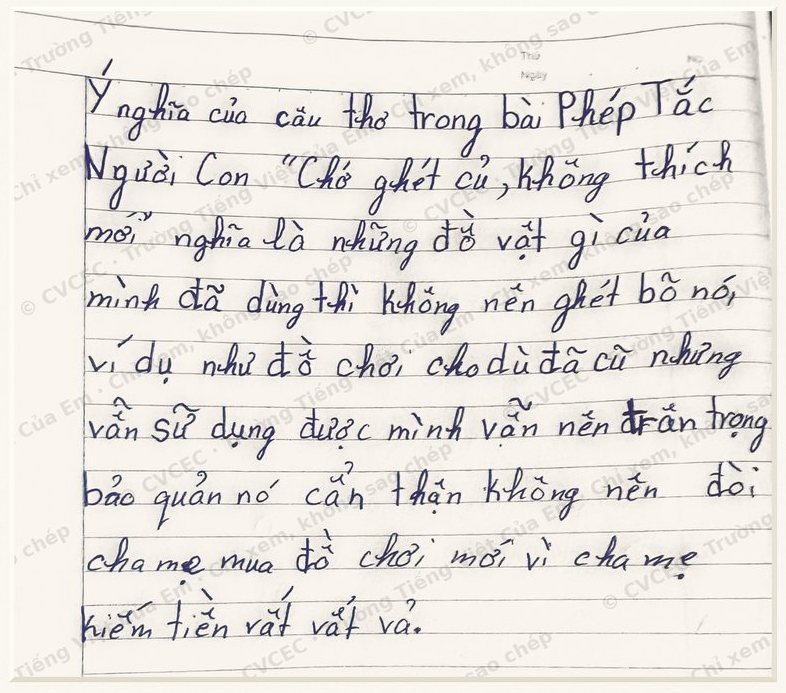 Ý nghĩa của câu thơ trong bài Phép Tắc
Người Con "Chớ ghét củ, không thích
mới" nghĩa là những đồ vật gì của
mình đã dùng thì không nên ghét bỏ nó,
ví dụ như đồ chơi cho dù đã cũ nhưng
vẫn sữ dụng được mình vẫn nên trân trọng
bảo quản nó cẩn thận không nên đòi
cha mẹ mua đồ chơi mới vì cha mẹ
kiếm tiền vất vất vả.